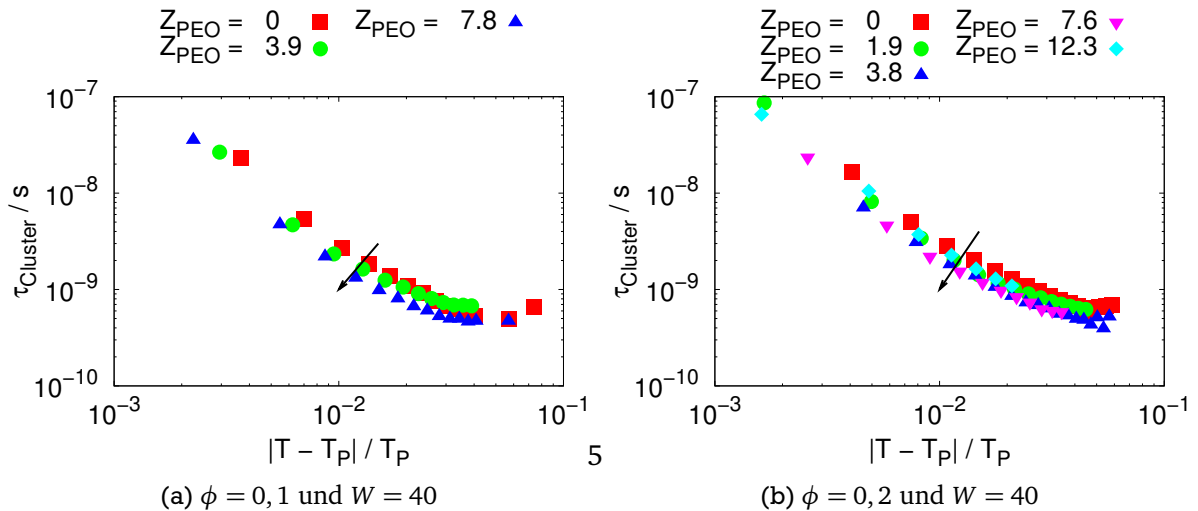 Z_PEO = 0 Z_PEO = 7.8
Z_PEO = 3.9
10^−7
10^−8
10^−9
10^−10
τ_Cluster / s
10^−3 10^−2 10^−1
|T − T_P| / T_P
(a) ϕ = 0, 1 und W = 40
Z_PEO = 0 Z_PEO = 7.6
Z_PEO = 1.9 Z_PEO = 12.3
Z_PEO = 3.8
10^−7
10^−8
10^−9
10^−10
τ_Cluster / s
10^−3 10^−2 10^−1
|T − T_P| / T_P
(b) ϕ = 0, 2 und W = 40
5